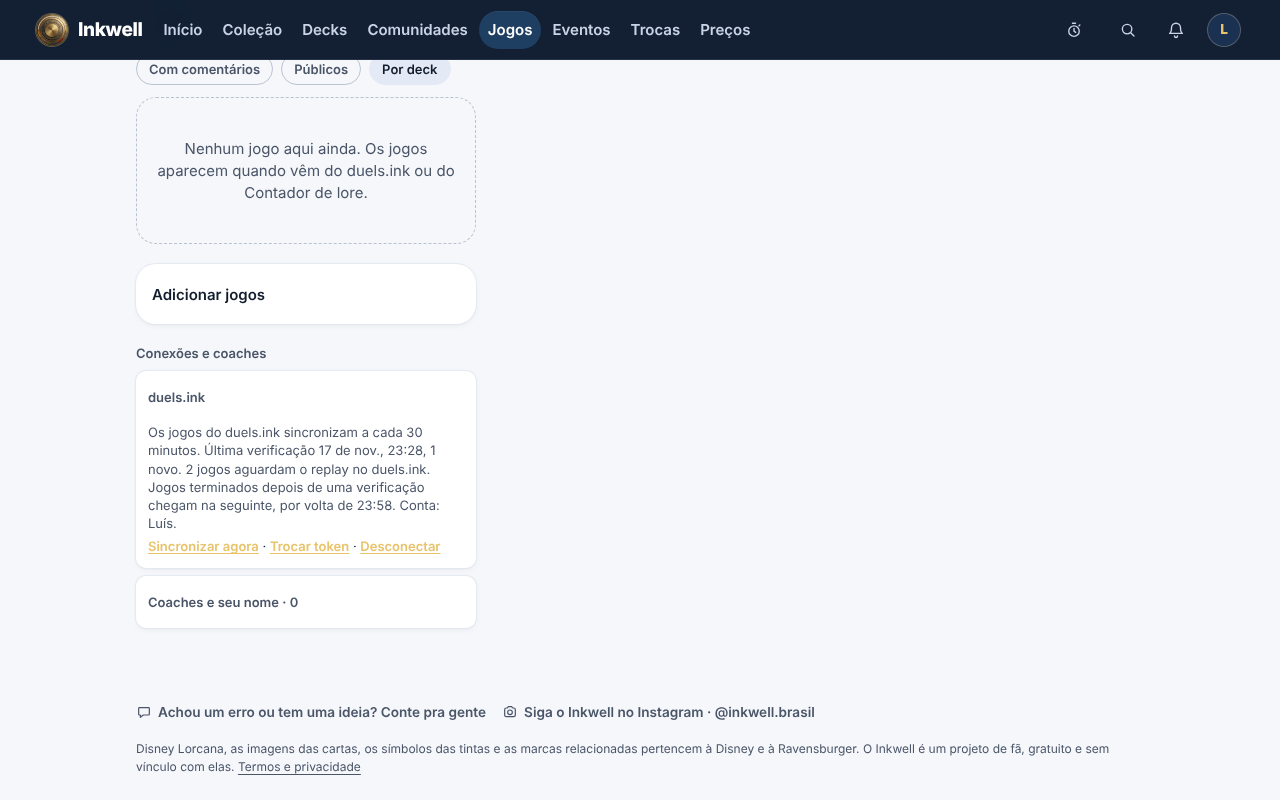 Inkwell Início Coleção Decks Comunidades Jogos Eventos Trocas Preços L
Com comentários Públicos Por deck
Nenhum jogo aqui ainda. Os jogos
aparecem quando vêm do duels.ink ou do
Contador de lore.
Adicionar jogos
Conexões e coaches
duels.ink
Os jogos do duels.ink sincronizam a cada 30
minutos. Última verificação 17 de nov., 23:28, 1
novo. 2 jogos aguardam o replay no duels.ink.
Jogos terminados depois de uma verificação
chegam na seguinte, por volta de 23:58. Conta:
Luís.
Sincronizar agora · Trocar token · Desconectar
Coaches e seu nome · 0
Achou um erro ou tem uma ideia? Conte pra gente Siga o Inkwell no Instagram · @inkwell.brasil
Disney Lorcana, as imagens das cartas, os símbolos das tintas e as marcas relacionadas pertencem à Disney e à Ravensburger. O Inkwell é um projeto de fã, gratuito e sem
vínculo com elas. Termos e privacidade